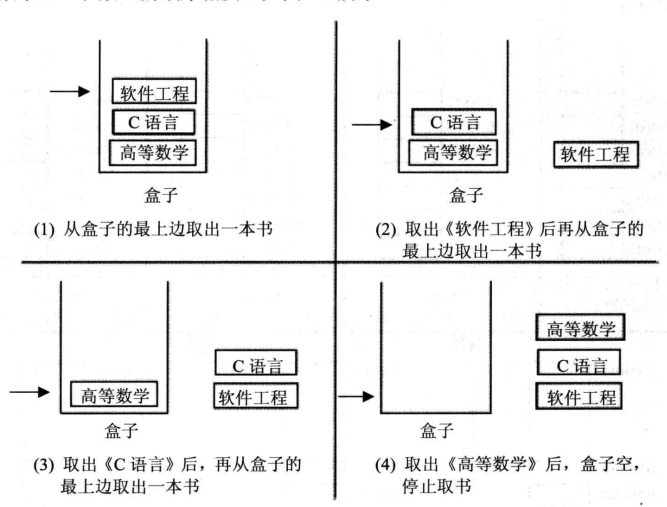 软件工程
C 语言
高等数学
盒子
(1) 从盒子的最上边取出一本书
C 语言
高等数学
软件工程
盒子
(2) 取出《软件工程》后再从盒子的
最上边取出一本书
高等数学
C 语言
软件工程
盒子
(3) 取出《C 语言》后，再从盒子的
最上边取出一本书
高等数学
C 语言
软件工程
盒子
(4) 取出《高等数学》后，盒子空，
停止取书